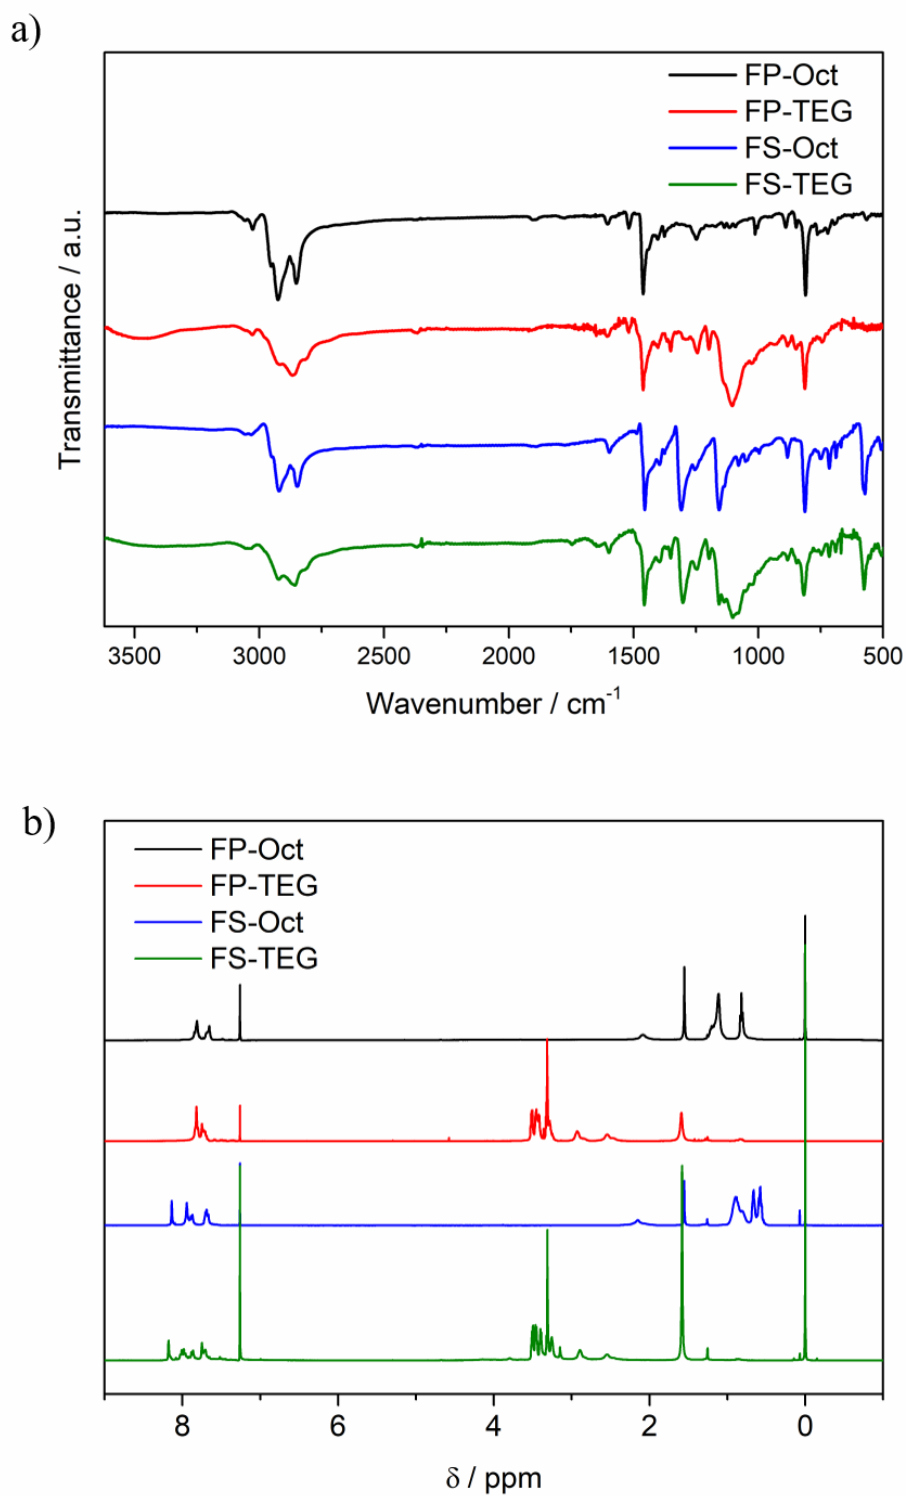 a)
FP-Oct
FP-TEG
FS-Oct
FS-TEG
Transmittance / a.u.
3500 3000 2500 2000 1500 1000 500
Wavenumber / cm⁻¹
b)
FP-Oct
FP-TEG
FS-Oct
FS-TEG
8 6 4 2 0
δ / ppm